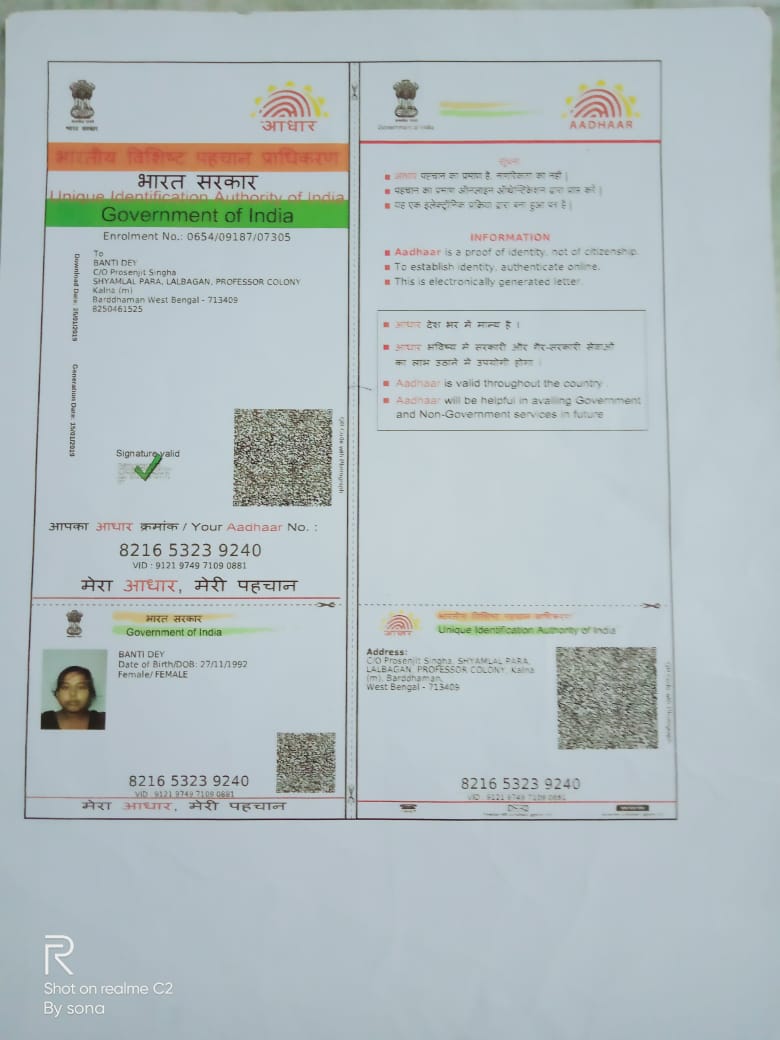 भारत सरकार
आधार
भारतीय विशिष्ट पहचान प्राधिकरण
भारत सरकार
Unique Identification Authority of India
Government of India
Enrolment No.: 0654/09187/07305
Download Date: 26/01/2019
Generation Date: 15/01/2019
To
BANTI DEY
C/O Prosenjit Singha
SHYAMLAL PARA, LALBAGAN, PROFESSOR COLONY
Kalna (m)
Barddhaman West Bengal - 713409
8250461525
Signature valid
QR Code with Photograph
आपका आधार क्रमांक / Your Aadhaar No. :
8216 5323 9240
VID : 9121 9749 7109 0881
मेरा आधार, मेरी पहचान
Government of India
AADHAAR
सूचना
आधार पहचान का प्रमाण है, नागरिकता का नहीं |
पहचान का प्रमाण ऑनलाइन ऑथेन्टिकेशन द्वारा प्राप्त करें |
यह एक इलेक्ट्रॉनिक प्रक्रिया द्वारा बना हुआ पत्र है |
INFORMATION
Aadhaar is a proof of identity, not of citizenship.
To establish identity, authenticate online.
This is electronically generated letter.
आधार देश भर में मान्य है ।
आधार भविष्य में सरकारी और गैर-सरकारी सेवाओं
का लाभ उठाने में उपयोगी होगा ।
Aadhaar is valid throughout the country.
Aadhaar will be helpful in availing Government
and Non-Government services in future
भारत सरकार
Government of India
BANTI DEY
Date of Birth/DOB: 27/11/1992
Female/ FEMALE
8216 5323 9240
VID : 9121 9749 7109 0881
मेरा आधार, मेरी पहचान
आधार
भारतीय विशिष्ट पहचान प्राधिकरण
Unique Identification Authority of India
Address:
C/O Prosenjit Singha, SHYAMLAL PARA,
LALBAGAN, PROFESSOR COLONY, Kalna
(m), Barddhaman,
West Bengal - 713409
QR Code with Photograph
8216 5323 9240
VID : 9121 9749 7109 0881
R
Shot on realme C2
By sona